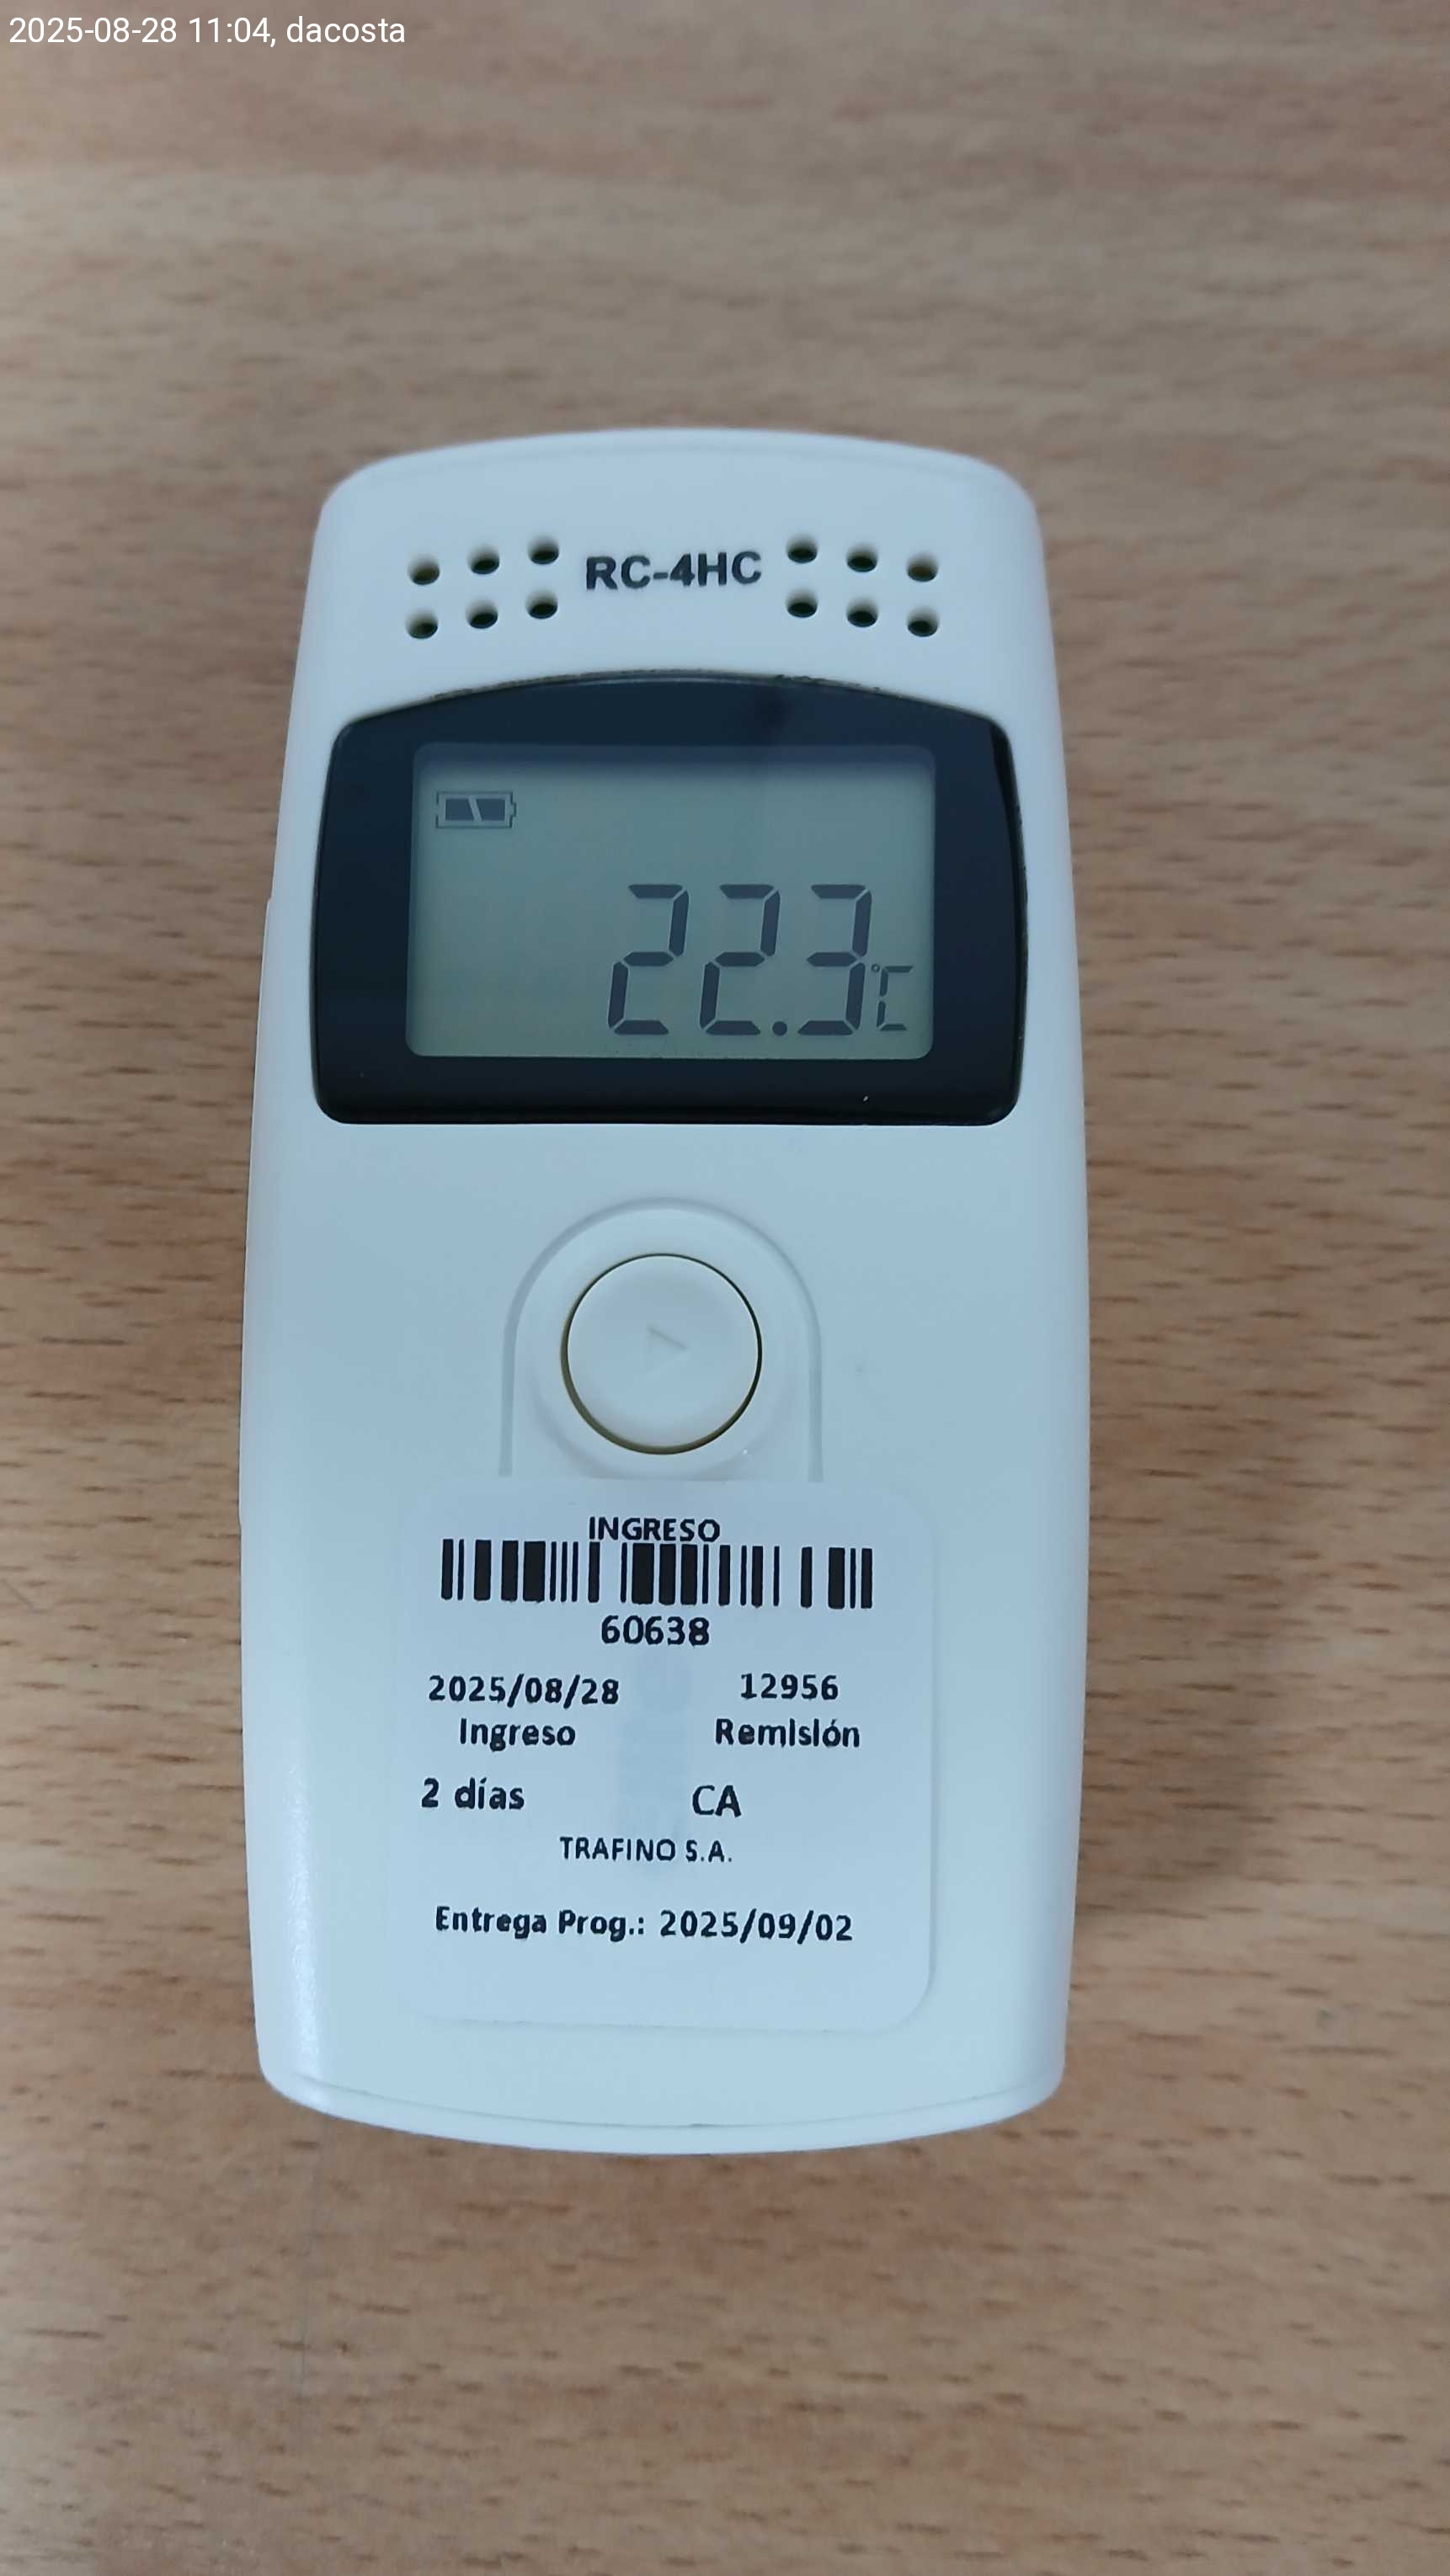 2025-08-28 11:04, dacosta
RC-4HC
22.3°C
INGRESO
60638
2025/08/28 12956
Ingreso Remisión
2 días CA
TRAFINO S.A.
Entrega Prog.: 2025/09/02